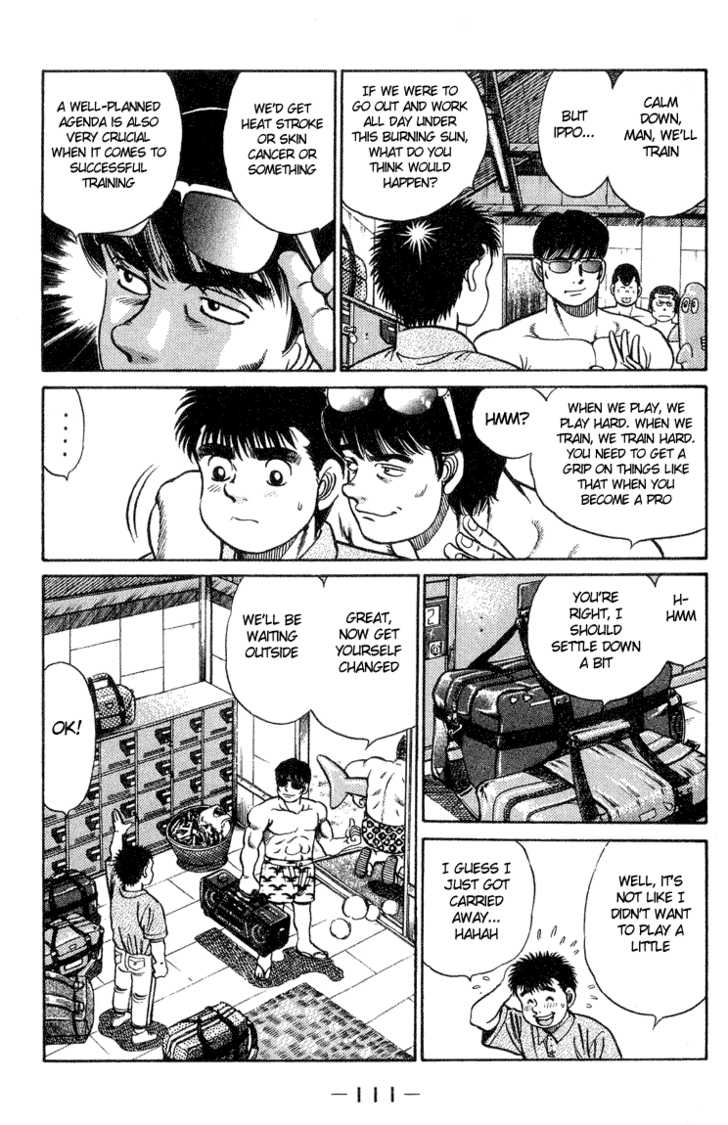 CALM
DOWN,
MAN, WE'LL
TRAIN
BUT
IPPO...
IF WE WERE TO
GO OUT AND WORK
ALL DAY UNDER
THIS BURNING SUN,
WHAT DO YOU
THINK WOULD
HAPPEN?
WE'D GET
HEAT STROKE
OR SKIN
CANCER OR
SOMETHING
A WELL-PLANNED
AGENDA IS ALSO
VERY CRUCIAL
WHEN IT COMES TO
SUCCESSFUL
TRAINING
WHEN WE PLAY, WE
PLAY HARD. WHEN WE
TRAIN, WE TRAIN HARD.
YOU NEED TO GET A
GRIP ON THINGS LIKE
THAT WHEN YOU
BECOME A PRO
HMM?
....
H-
HMM
YOU'RE
RIGHT, I
SHOULD
SETTLE DOWN
A BIT
GREAT,
NOW GET
YOURSELF
CHANGED
WE'LL BE
WAITING
OUTSIDE
OK!
WELL, IT'S
NOT LIKE I
DIDN'T WANT
TO PLAY A
LITTLE
I GUESS I
JUST GOT
CARRIED
AWAY...
HAHAH
—111—